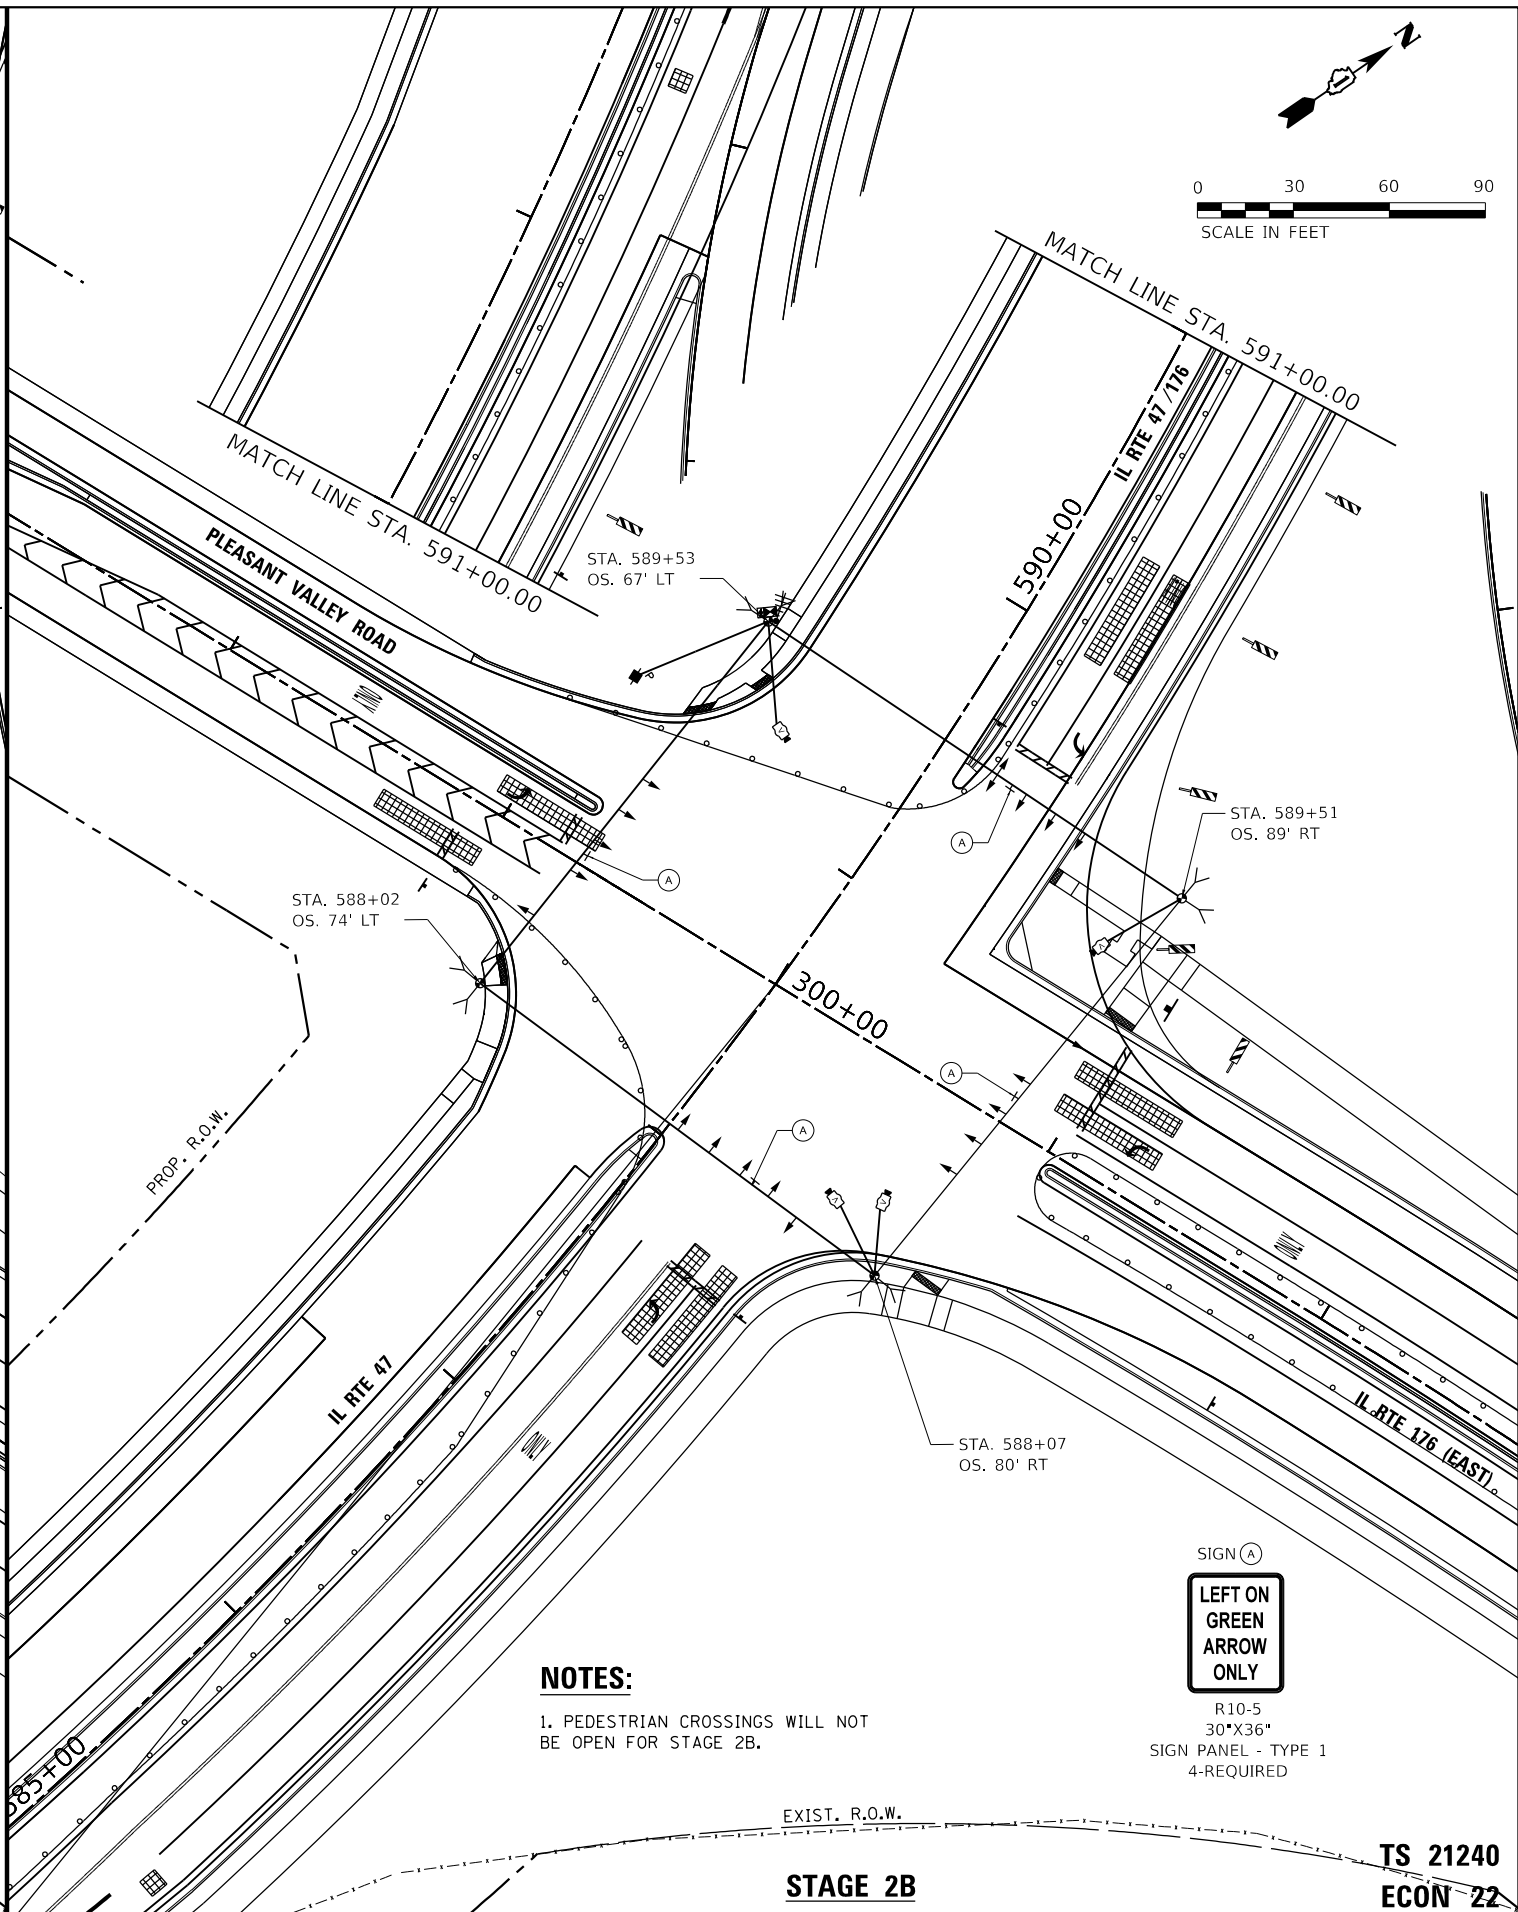 N
0 30 60 90
SCALE IN FEET
MATCH LINE STA. 591+00.00
IL RTE 47 /176
590+00
MATCH LINE STA. 591+00.00
PLEASANT VALLEY ROAD
STA. 589+53
OS. 67' LT
ONLY
STA. 589+51
OS. 89' RT
A
A
STA. 588+02
OS. 74' LT
300+00
A
A
PROP. R.O.W.
ONLY
IL RTE 47
ONLY
STA. 588+07
OS. 80' RT
IL RTE 176 (EAST)
SIGN A
LEFT ON
GREEN
ARROW
ONLY
R10-5
30"X36"
SIGN PANEL - TYPE 1
4-REQUIRED
NOTES:
1. PEDESTRIAN CROSSINGS WILL NOT
BE OPEN FOR STAGE 2B.
585+00
EXIST. R.O.W.
STAGE 2B
TS 21240
ECON 22